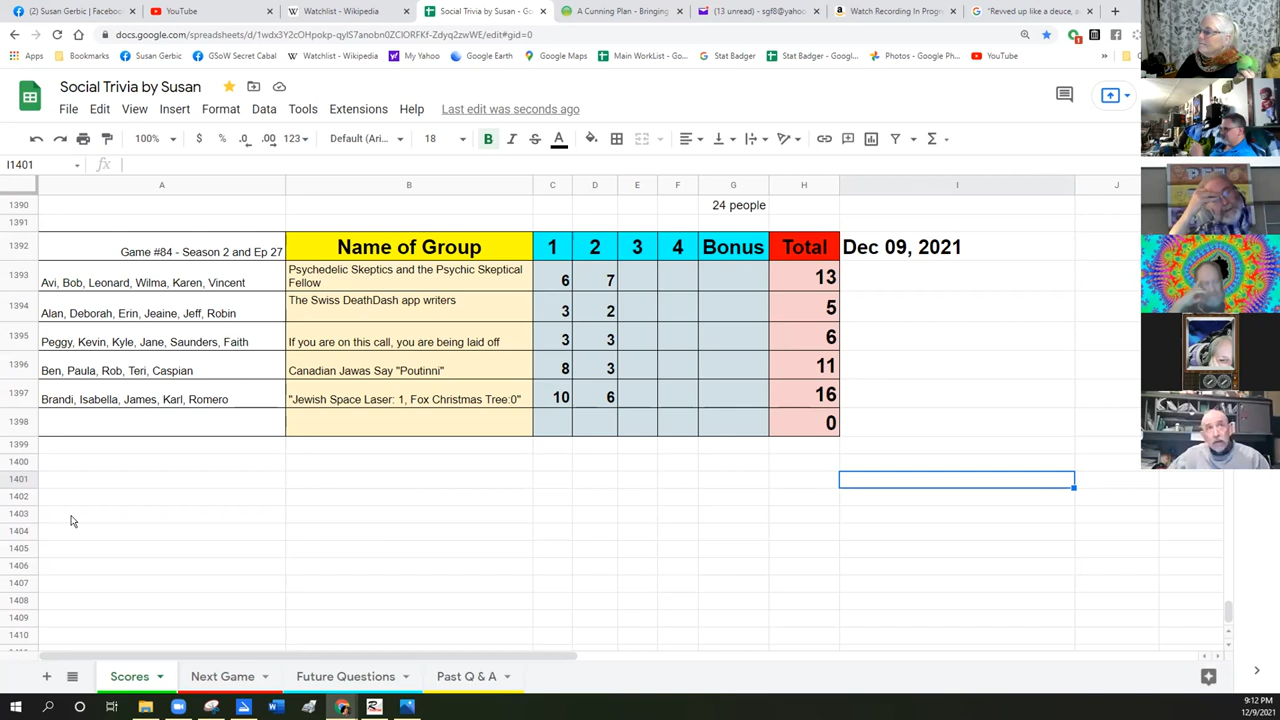 Susan Gerbic | Faceb
YouTube
Watchlist - Wikipedia
Social Trivia by Susan - Go
A Cunning Plan - Bringing
(13 unread) - sgf8@yahoo
Watch Recording In Progr
"Revved up like a deuce, a
docs.google.com/spreadsheets/d/1wdx3Y2cOHpokp-qyIS7anobn0ZClORFKf-Zdyq2zwWE/edit#gid=0
Apps
Susan Gerbic
GSoW Secret Cabal
Watchlist - Wikipedia
My Yahoo
Google Earth
Google Maps
Main WorkList - Go
Stat Badger
Stat Badger - Googl
Photos - Google Pho
YouTube
Social Trivia by Susan
File Edit View Insert Format Data Tools Extensions Help Last edit was seconds ago
100% $ % .0 .00 123 Default (Ari... 18 B I S A
I1401 fx
A B C D E F G H I J
1390 24 people
1391
1392 Game #84 - Season 2 and Ep 27 Name of Group 1 2 3 4 Bonus Total Dec 09, 2021
1393 Avi, Bob, Leonard, Wilma, Karen, Vincent Psychedelic Skeptics and the Psychic Skeptical Fellow 6 7 13
1394 Alan, Deborah, Erin, Jeaine, Jeff, Robin The Swiss DeathDash app writers 3 2 5
1395 Peggy, Kevin, Kyle, Jane, Saunders, Faith If you are on this call, you are being laid off 3 3 6
1396 Ben, Paula, Rob, Teri, Caspian Canadian Jawas Say "Poutinni" 8 3 11
1397 Brandi, Isabella, James, Karl, Romero "Jewish Space Laser: 1, Fox Christmas Tree:0" 10 6 16
1398 0
1399
1400
1401
1402
1403
1404
1405
1406
1407
1408
1409
1410
Scores
Next Game
Future Questions
Past Q & A
9:12 PM
12/9/2021